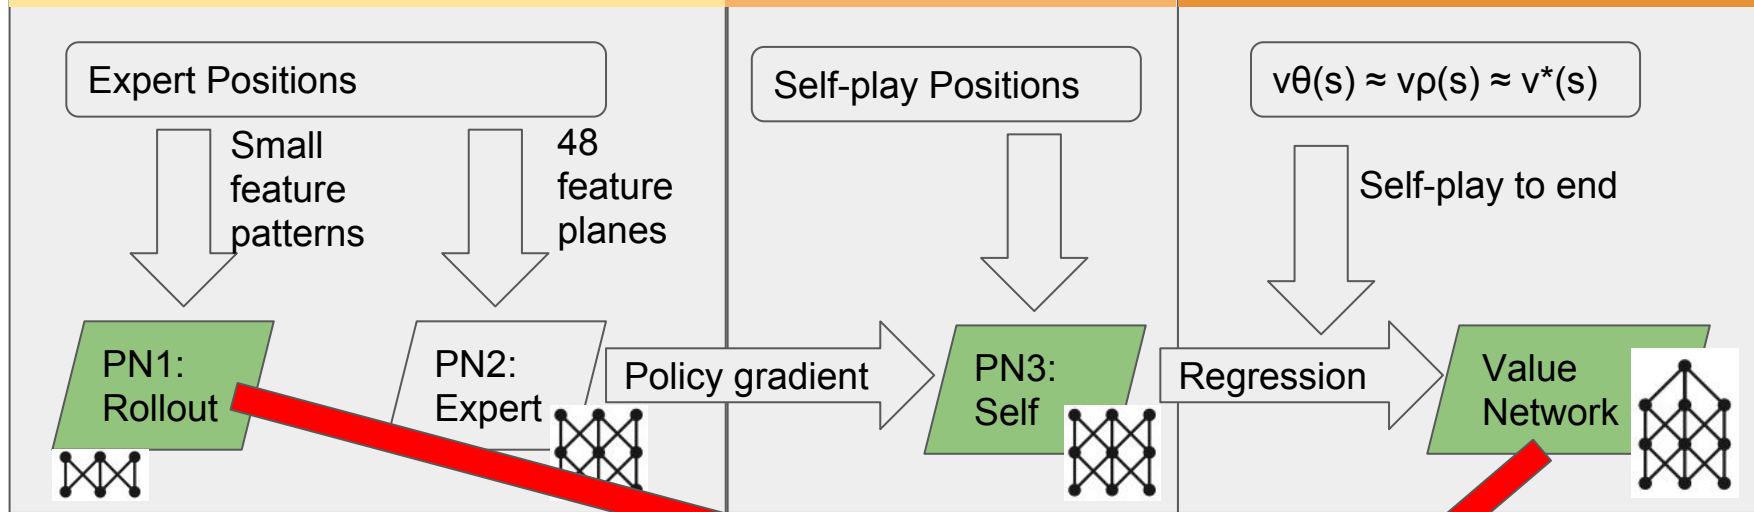 Expert Positions
Small
feature
patterns
48
feature
planes
PN1:
Rollout
PN2:
Expert
Policy gradient
Self-play Positions
PN3:
Self
Regression
vθ(s) ≈ vρ(s) ≈ v*(s)
Self-play to end
Value
Network